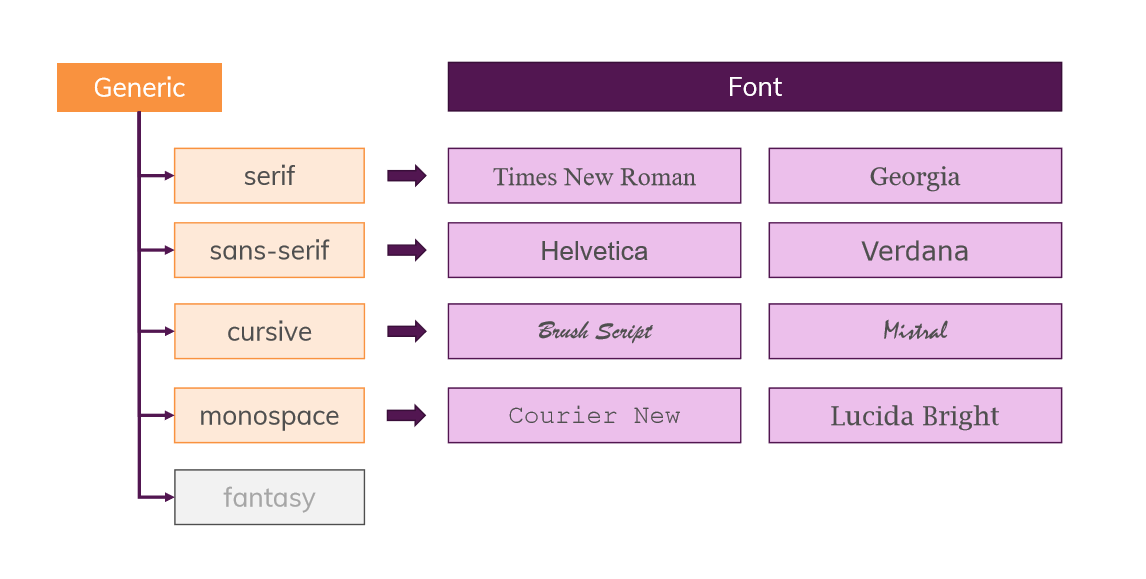 Generic
Font
serif
Times New Roman
Georgia
sans-serif
Helvetica
Verdana
cursive
Brush Script
Mistral
monospace
Courier New
Lucida Bright
fantasy